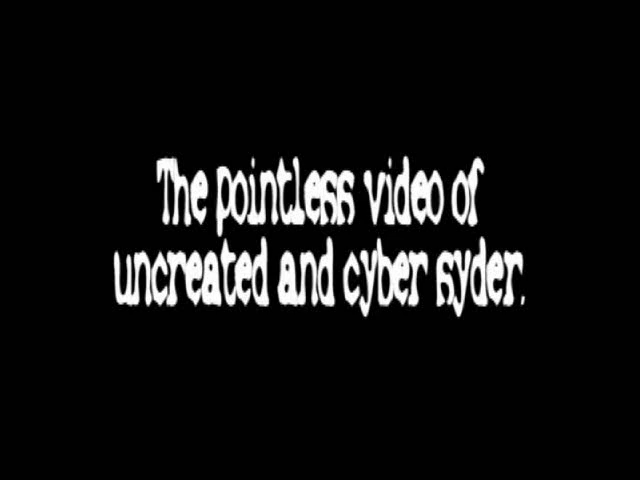 The pointless video of
uncreated and cyber syder.